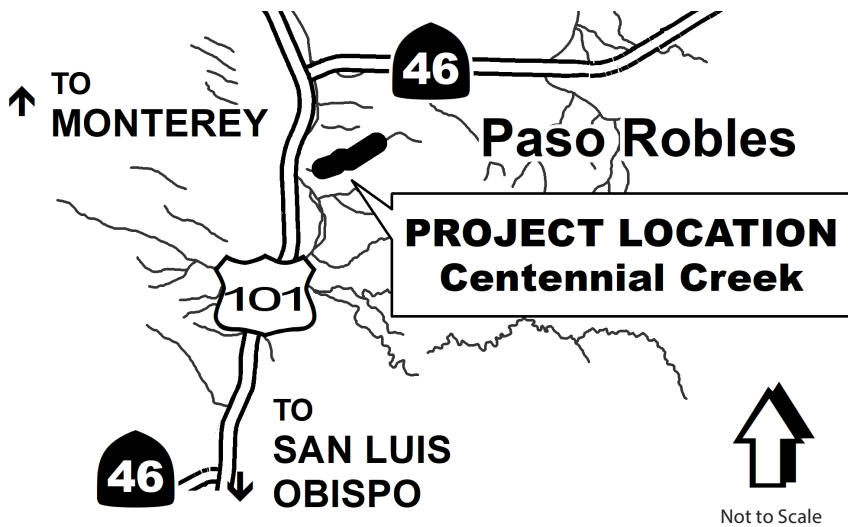 46
TO
MONTEREY
Paso Robles
PROJECT LOCATION
Centennial Creek
101
TO
SAN LUIS
OBISPO
46
Not to Scale